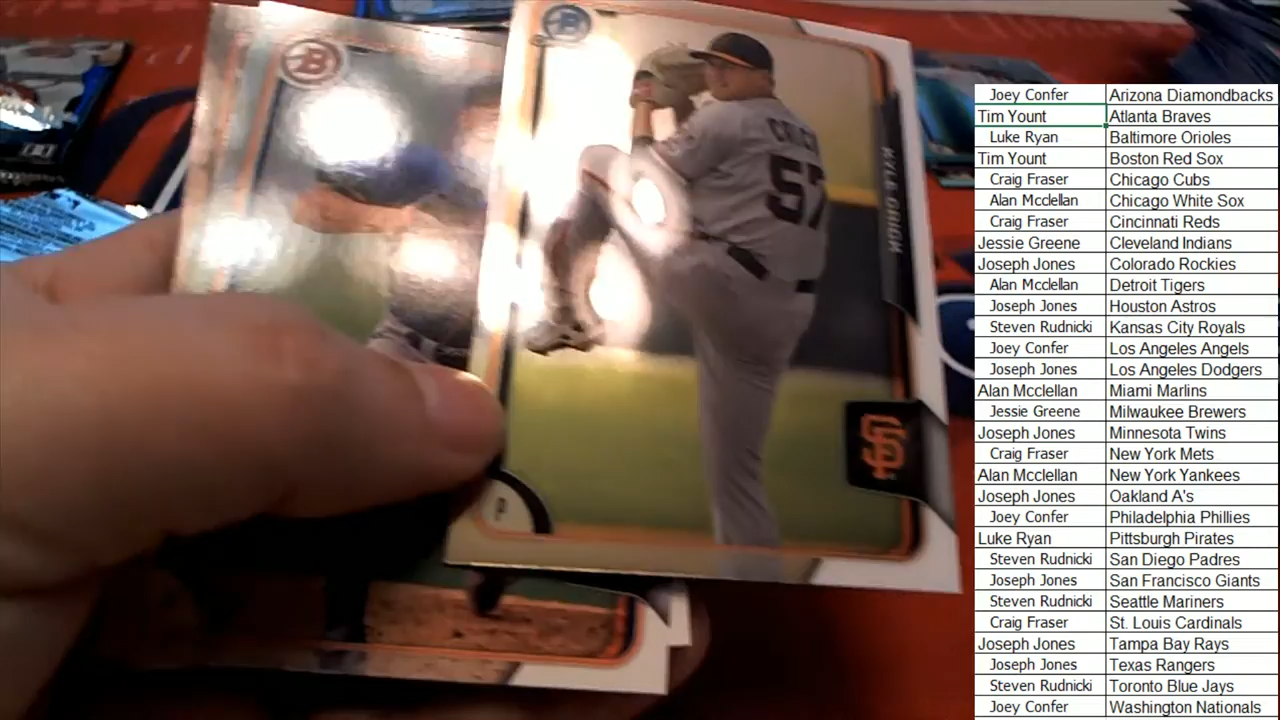 B
B
CRICK
57
KYLE CRICK
SF
P
Joey Confer Arizona Diamondbacks
Tim Yount Atlanta Braves
Luke Ryan Baltimore Orioles
Tim Yount Boston Red Sox
Craig Fraser Chicago Cubs
Alan Mcclellan Chicago White Sox
Craig Fraser Cincinnati Reds
Jessie Greene Cleveland Indians
Joseph Jones Colorado Rockies
Alan Mcclellan Detroit Tigers
Joseph Jones Houston Astros
Steven Rudnicki Kansas City Royals
Joey Confer Los Angeles Angels
Joseph Jones Los Angeles Dodgers
Alan Mcclellan Miami Marlins
Jessie Greene Milwaukee Brewers
Joseph Jones Minnesota Twins
Craig Fraser New York Mets
Alan Mcclellan New York Yankees
Joseph Jones Oakland A's
Joey Confer Philadelphia Phillies
Luke Ryan Pittsburgh Pirates
Steven Rudnicki San Diego Padres
Joseph Jones San Francisco Giants
Steven Rudnicki Seattle Mariners
Craig Fraser St. Louis Cardinals
Joseph Jones Tampa Bay Rays
Joseph Jones Texas Rangers
Steven Rudnicki Toronto Blue Jays
Joey Confer Washington Nationals